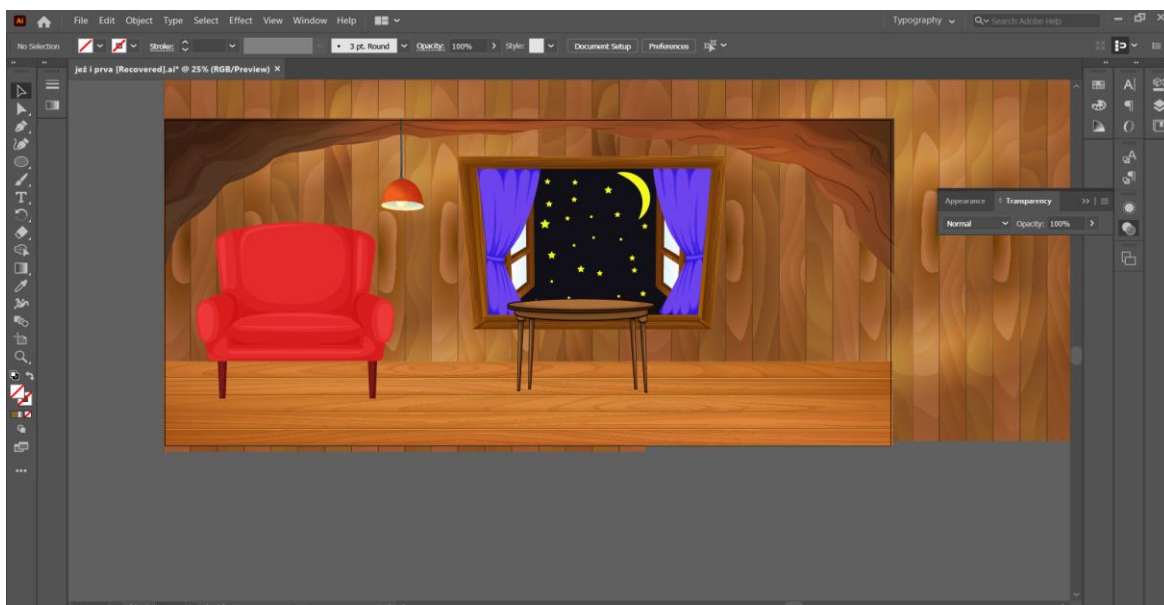 Ai File Edit Object Type Select Effect View Window Help Typography Search Adobe Help
No Selection Stroke: 3 pt. Round Opacity: 100% Style: Document Setup Preferences
jež i prva [Recovered].ai* @ 25% (RGB/Preview) ×
Appearance Transparency
Normal Opacity: 100%